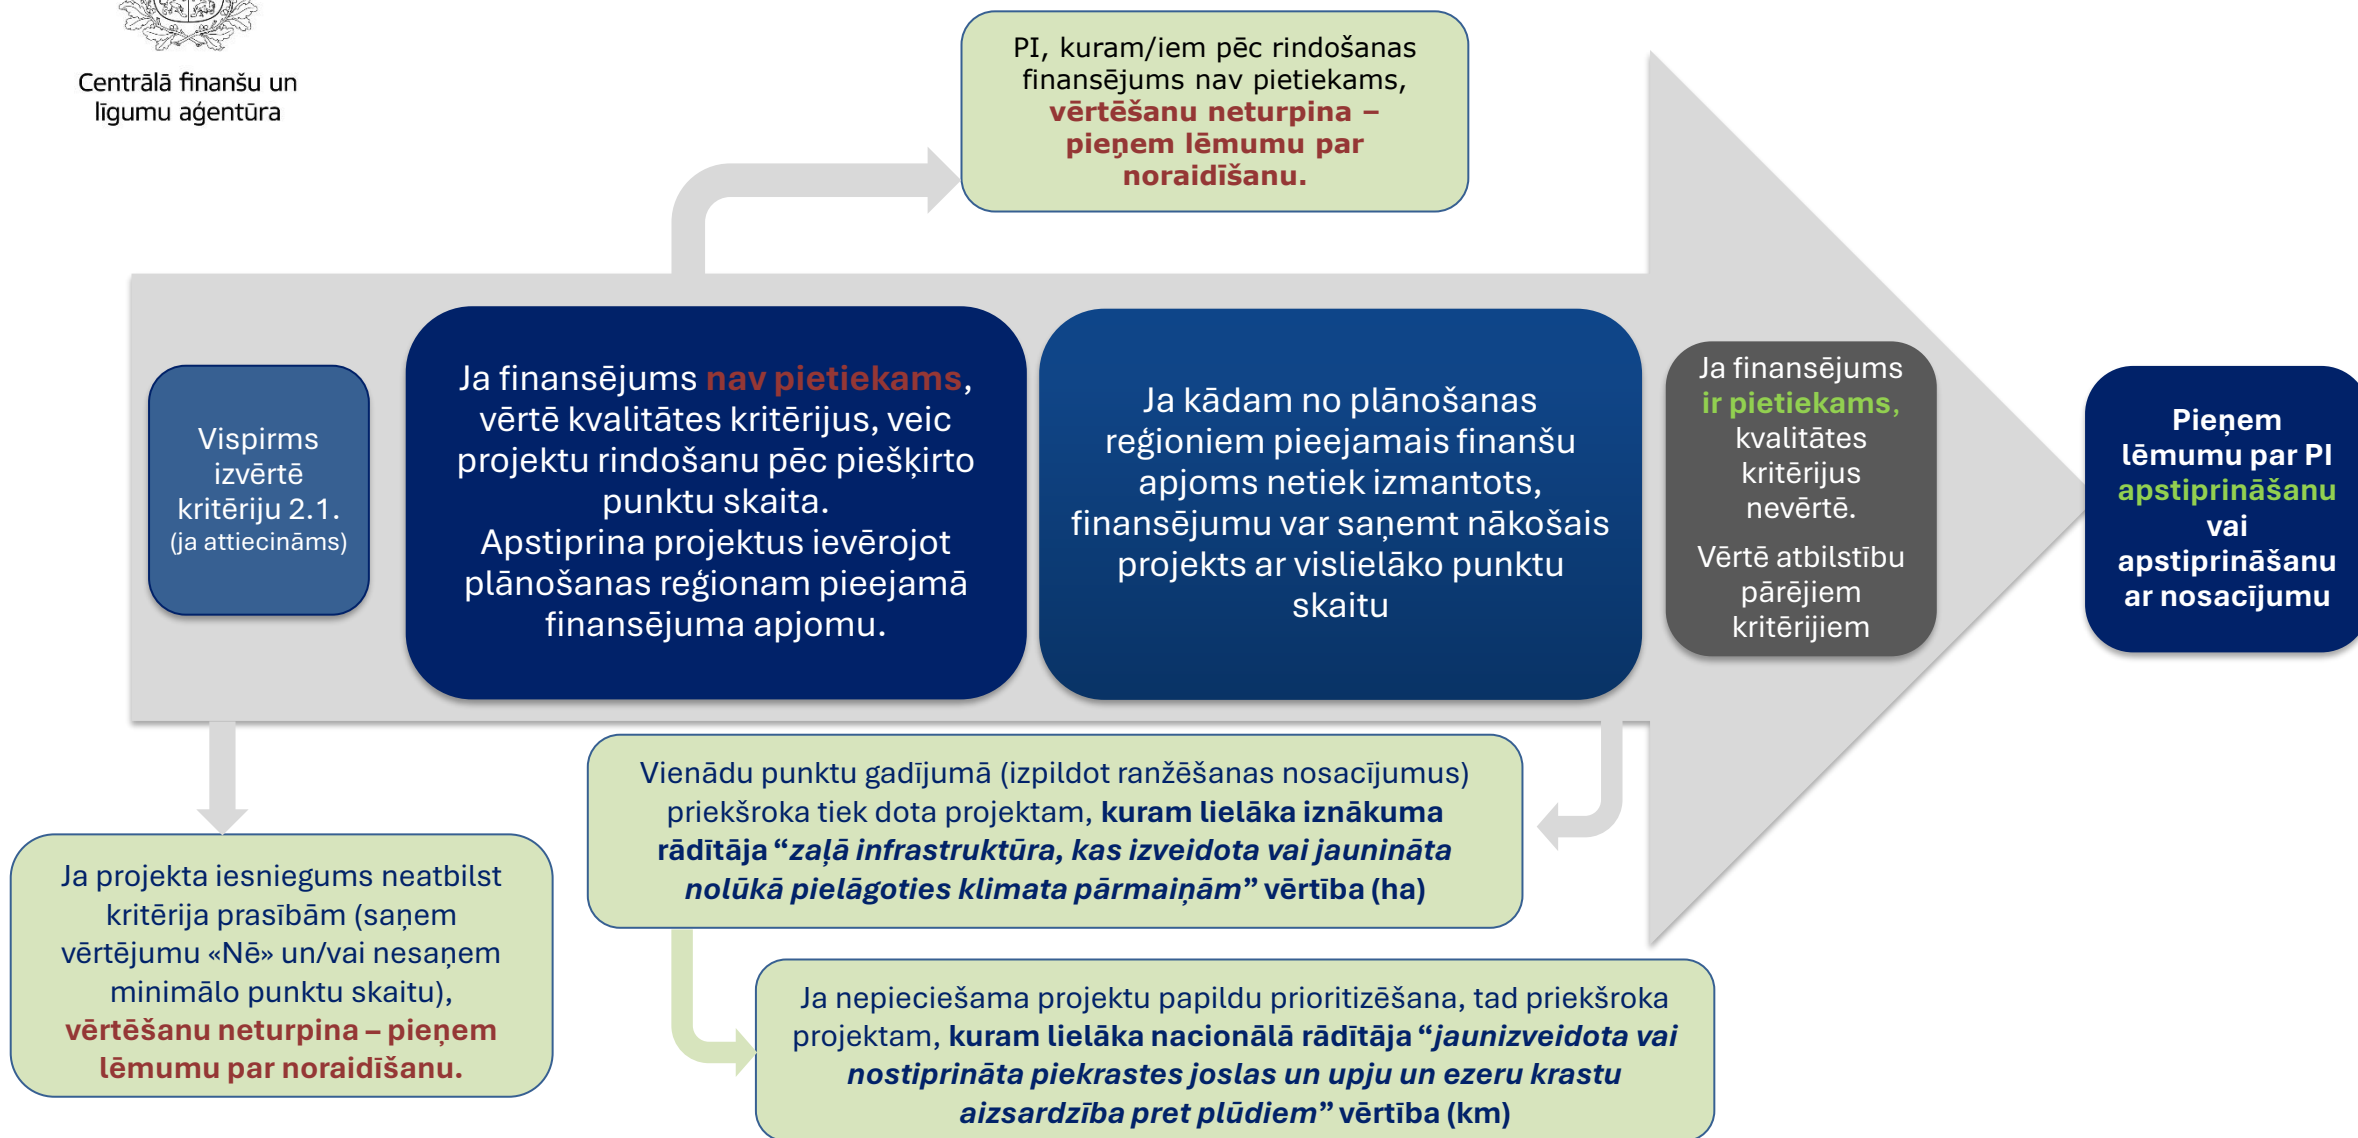 Centrālā finanšu un
līgumu aģentūra
PI, kuram/iem pēc rindošanas
finansējums nav pietiekams,
vērtēšanu neturpina –
pieņem lēmumu par
noraidīšanu.
Vispirms
izvērtē
kritēriju 2.1.
(ja attiecināms)
Ja finansējums nav pietiekams,
vērtē kvalitātes kritērijus, veic
projektu rindošanu pēc piešķirto
punktu skaita.
Apstiprina projektus ievērojot
plānošanas reģionam pieejamā
finansējuma apjomu.
Ja kādam no plānošanas
reģioniem pieejamais finanšu
apjoms netiek izmantots,
finansējumu var saņemt nākošais
projekts ar vislielāko punktu
skaitu
Ja finansējums
ir pietiekams,
kvalitātes
kritērijus
nevērtē.
Vērtē atbilstību
pārējiem
kritērijiem
Pieņem
lēmumu par PI
apstiprināšanu
vai
apstiprināšanu
ar nosacījumu
Ja projekta iesniegums neatbilst
kritērija prasībām (saņem
vērtējumu «Nē» un/vai nesaņem
minimālo punktu skaitu),
vērtēšanu neturpina – pieņem
lēmumu par noraidīšanu.
Vienādu punktu gadījumā (izpildot ranžēšanas nosacījumus)
priekšroka tiek dota projektam, kuram lielāka iznākuma
rādītāja “zaļā infrastruktūra, kas izveidota vai jaunināta
nolūkā pielāgoties klimata pārmaiņām” vērtība (ha)
Ja nepieciešama projektu papildu prioritizēšana, tad priekšroka
projektam, kuram lielāka nacionālā rādītāja “jaunizveidota vai
nostiprināta piekrastes joslas un upju un ezeru krastu
aizsardzība pret plūdiem” vērtība (km)